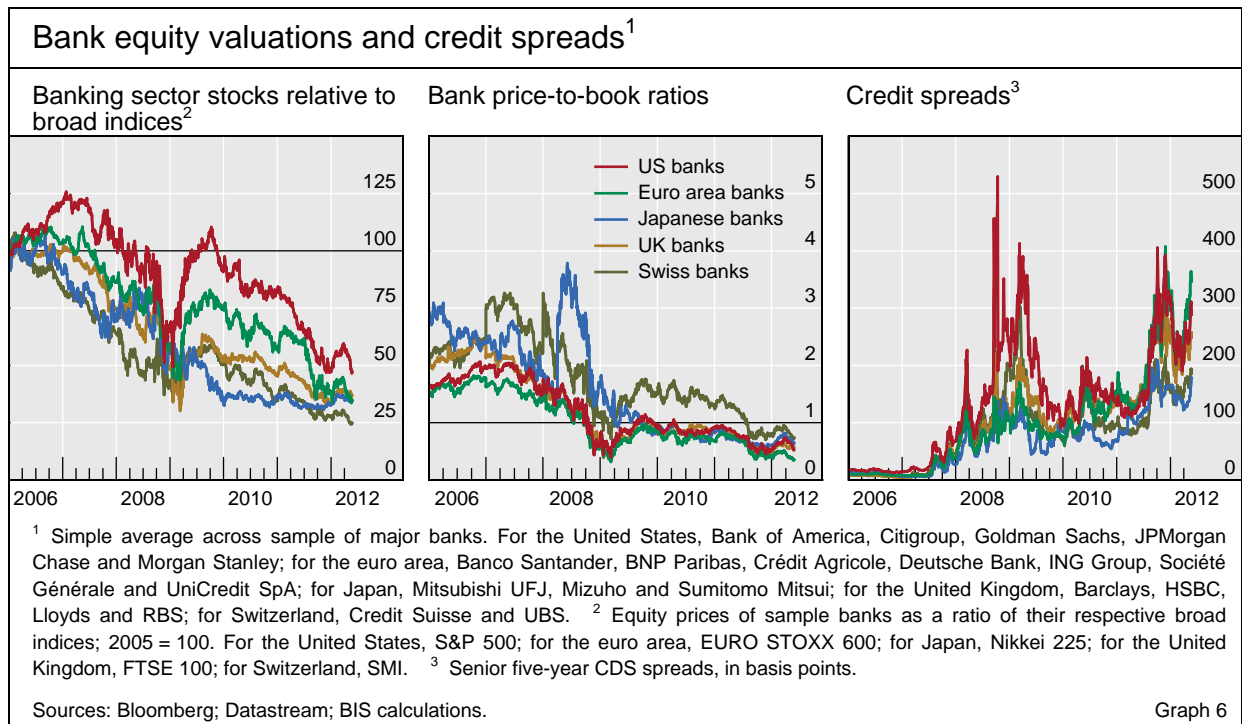 Bank equity valuations and credit spreads1
Banking sector stocks relative to
broad indices2
125
100
75
50
25
0
2006 2008 2010 2012
Bank price-to-book ratios
US banks
Euro area banks
Japanese banks
UK banks
Swiss banks
5
4
3
2
1
0
2006 2008 2010 2012
Credit spreads3
500
400
300
200
100
0
2006 2008 2010 2012
1 Simple average across sample of major banks. For the United States, Bank of America, Citigroup, Goldman Sachs, JPMorgan
Chase and Morgan Stanley; for the euro area, Banco Santander, BNP Paribas, Crédit Agricole, Deutsche Bank, ING Group, Société
Générale and UniCredit SpA; for Japan, Mitsubishi UFJ, Mizuho and Sumitomo Mitsui; for the United Kingdom, Barclays, HSBC,
Lloyds and RBS; for Switzerland, Credit Suisse and UBS. 2 Equity prices of sample banks as a ratio of their respective broad
indices; 2005 = 100. For the United States, S&P 500; for the euro area, EURO STOXX 600; for Japan, Nikkei 225; for the United
Kingdom, FTSE 100; for Switzerland, SMI. 3 Senior five-year CDS spreads, in basis points.
Sources: Bloomberg; Datastream; BIS calculations. Graph 6